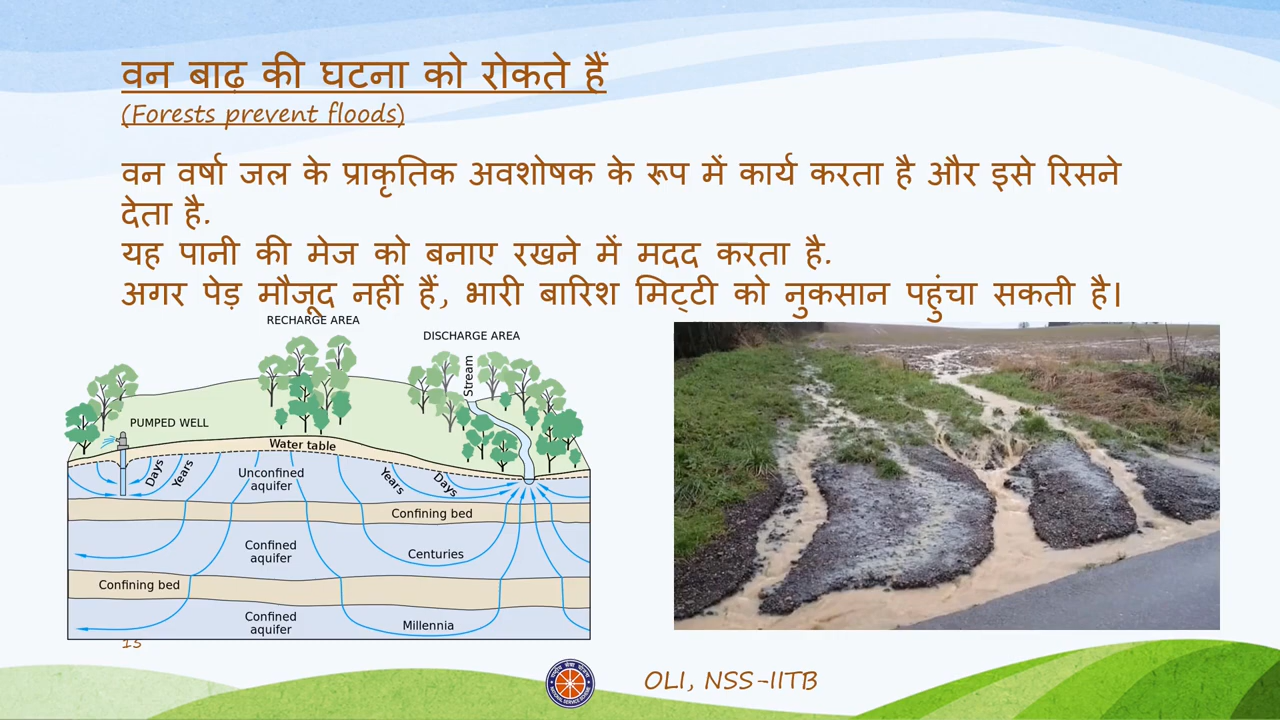 वन बाढ़ की घटना को रोकते हैं
(Forests prevent floods)
वन वर्षा जल के प्राकृतिक अवशोषक के रूप में कार्य करता है और इसे रिसने
देता है.
यह पानी की मेज को बनाए रखने में मदद करता है.
अगर पेड़ मौजूद नहीं हैं, भारी बारिश मिट्टी को नुकसान पहुंचा सकती है।
RECHARGE AREA
DISCHARGE AREA
Stream
PUMPED WELL
Water table
Days
Years
Unconfined
aquifer
Years
Days
Confining bed
Confined
aquifer
Centuries
Confining bed
Confined
aquifer
Millennia
15
OLI, NSS-IITB